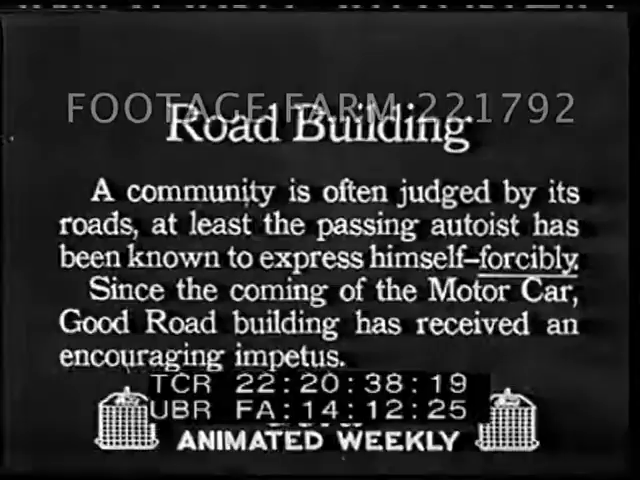 FOOTAGE FARM 221792
Road Building
A community is often judged by its
roads, at least the passing autoist has
been known to express himself–forcibly.
Since the coming of the Motor Car,
Good Road building has received an
encouraging impetus.
TCR 22:20:38:19
UBR FA:14:12:25
ANIMATED WEEKLY